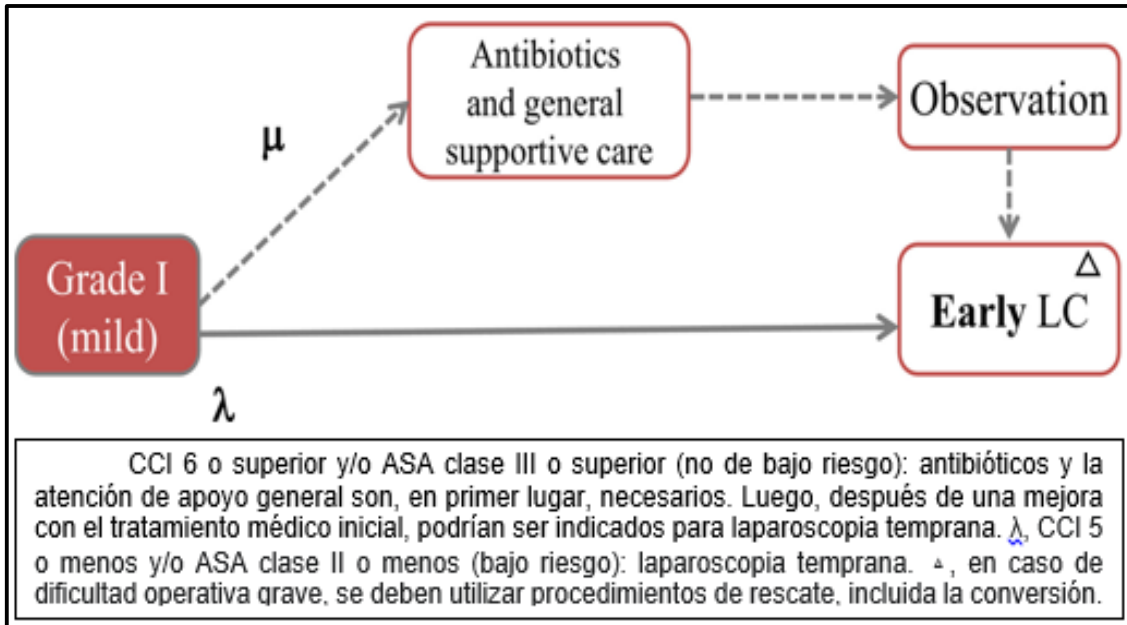 Antibiotics
and general
supportive care
Observation
μ
Grade I
(mild)
△
Early LC
λ
CCI 6 o superior y/o ASA clase III o superior (no de bajo riesgo): antibióticos y la
atención de apoyo general son, en primer lugar, necesarios. Luego, después de una mejora
con el tratamiento médico inicial, podrían ser indicados para laparoscopia temprana. λ, CCI 5
o menos y/o ASA clase II o menos (bajo riesgo): laparoscopia temprana. ▵, en caso de
dificultad operativa grave, se deben utilizar procedimientos de rescate, incluida la conversión.